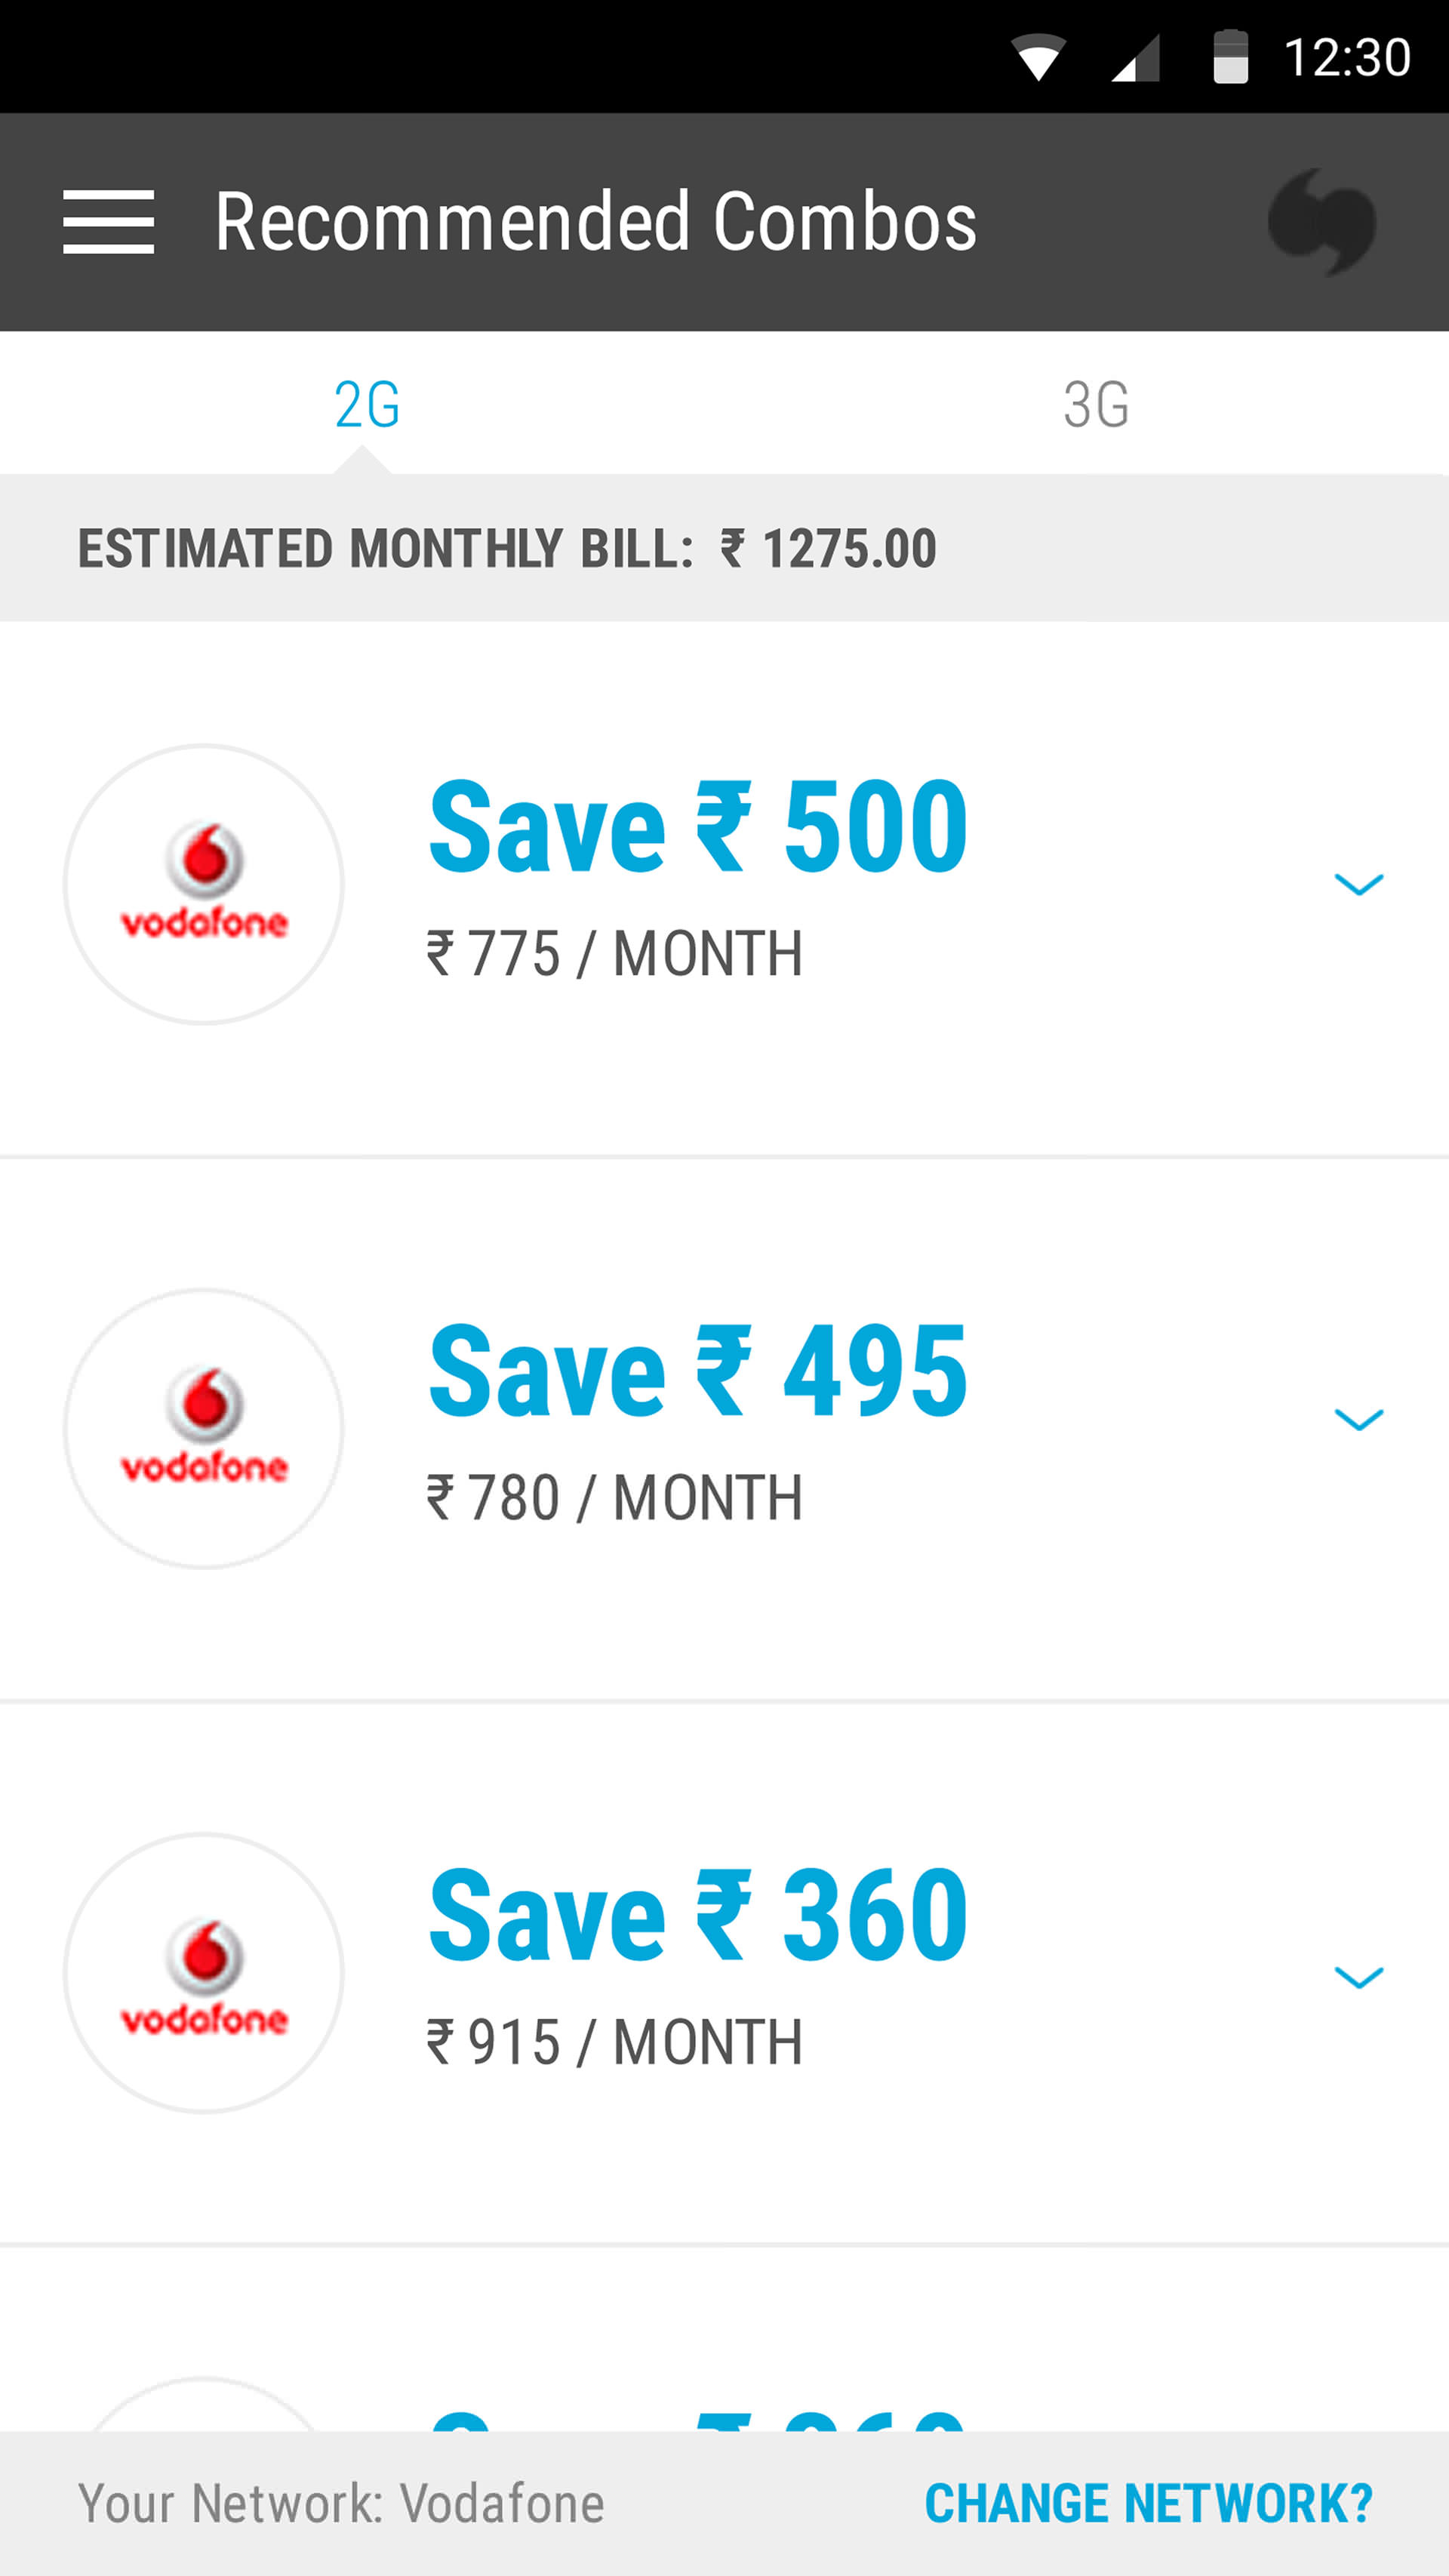 12:30
Recommended Combos
2G 3G
ESTIMATED MONTHLY BILL: ₹ 1275.00
Save ₹ 500
vodafone
₹ 775 / MONTH
Save ₹ 495
vodafone
₹ 780 / MONTH
Save ₹ 360
vodafone
₹ 915 / MONTH
Your Network: Vodafone CHANGE NETWORK?